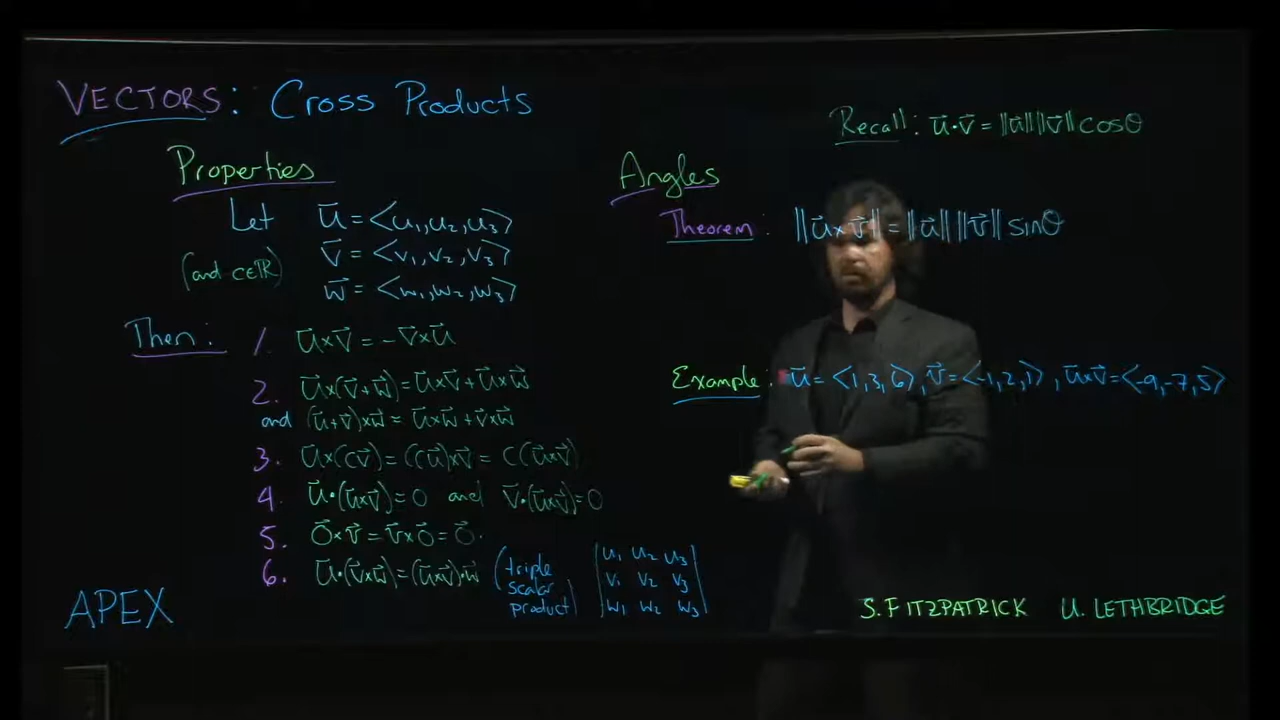 VECTORS: Cross Products
Recall: u⃗·v⃗ = ‖u⃗‖‖v⃗‖ cosθ
Properties
Let u⃗ = ⟨u₁,u₂,u₃⟩
(and c∈ℝ) v⃗ = ⟨v₁,v₂,v₃⟩
w⃗ = ⟨w₁,w₂,w₃⟩
Then: 1. u⃗×v⃗ = -v⃗×u⃗
2. u⃗×(v⃗+w⃗) = u⃗×v⃗ + u⃗×w⃗
and (u⃗+v⃗)×w⃗ = u⃗×w⃗ + v⃗×w⃗
3. u⃗×(cv⃗) = (cu⃗)×v⃗ = c(u⃗×v⃗)
4. u⃗·(u⃗×v⃗) = 0 and v⃗·(u⃗×v⃗) = 0
5. 0⃗×v⃗ = v⃗×0⃗ = 0⃗.
6. u⃗·(v⃗×w⃗) = (u⃗×v⃗)·w⃗
(triple
scalar
product)
|u₁ u₂ u₃|
|v₁ v₂ v₃|
|w₁ w₂ w₃|
Angles
Theorem: ‖u⃗×v⃗‖ = ‖u⃗‖‖v⃗‖ sinθ
Example: u⃗ = ⟨1,3,6⟩, v⃗ = ⟨-1,2,1⟩, u⃗×v⃗ = ⟨-9,-7,5⟩
APEX
S. FITZPATRICK U. LETHBRIDGE